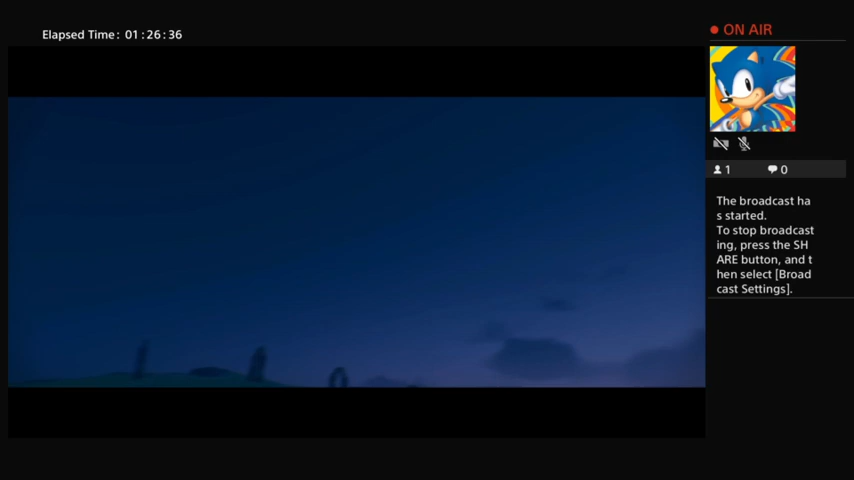 Elapsed Time: 01:26:36
ON AIR
1
0
The broadcast ha
s started.
To stop broadcast
ing, press the SH
ARE button, and t
hen select [Broad
cast Settings].